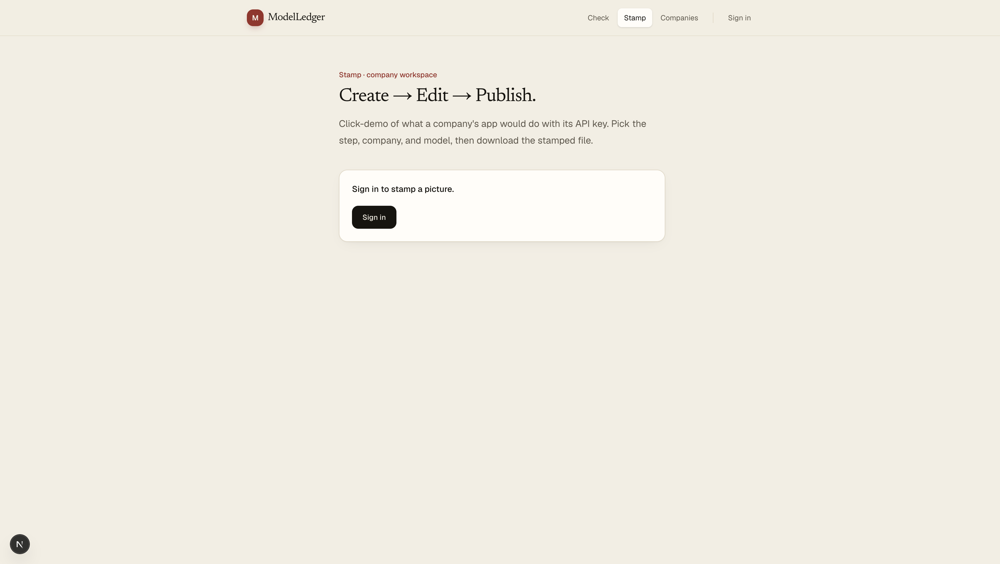 M ModelLedger
Check Stamp Companies Sign in
Stamp · company workspace
Create → Edit → Publish.
Click-demo of what a company's app would do with its API key. Pick the
step, company, and model, then download the stamped file.
Sign in to stamp a picture.
Sign in
N